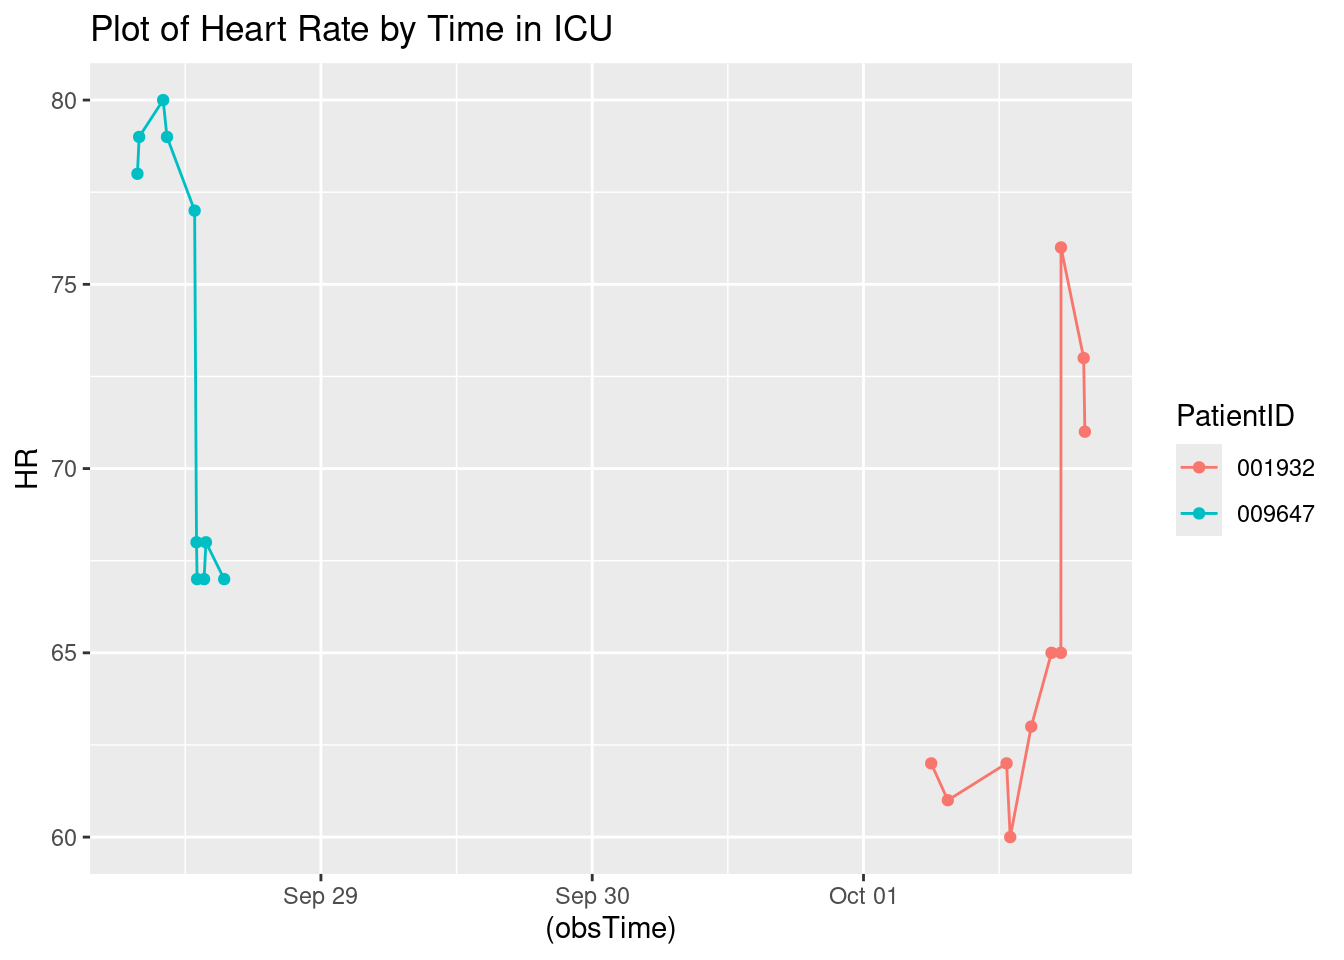 Plot of Heart Rate by Time in ICU
80
75
70
65
60
HR
Sep 29
Sep 30
Oct 01
(obsTime)
PatientID
001932
009647